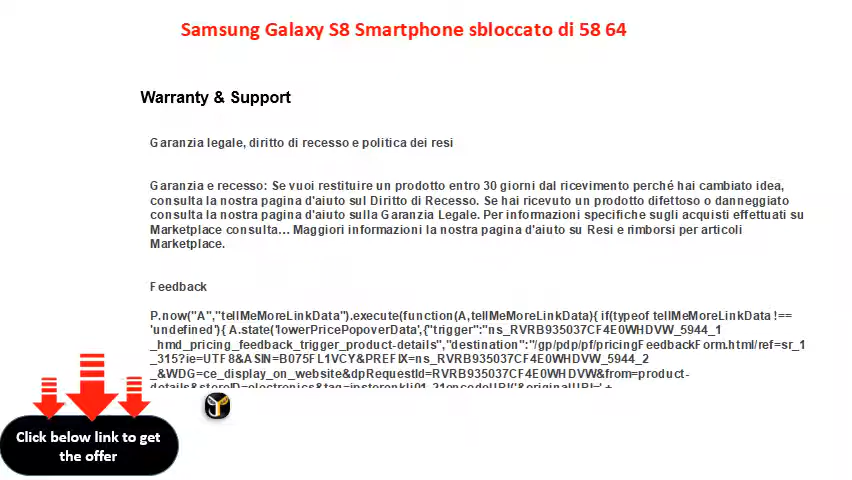 Samsung Galaxy S8 Smartphone sbloccato di 58 64
Warranty & Support
Garanzia legale, diritto di recesso e politica dei resi
Garanzia e recesso: Se vuoi restituire un prodotto entro 30 giorni dal ricevimento perché hai cambiato idea,
consulta la nostra pagina d'aiuto sul Diritto di Recesso. Se hai ricevuto un prodotto difettoso o danneggiato
consulta la nostra pagina d'aiuto sulla Garanzia Legale. Per informazioni specifiche sugli acquisti effettuati su
Marketplace consulta… Maggiori informazioni la nostra pagina d'aiuto su Resi e rimborsi per articoli
Marketplace.
Feedback
P.now("A","tellMeMoreLinkData").execute(function(A,tellMeMoreLinkData){ if(typeof tellMeMoreLinkData !==
'undefined'){ A.state('lowerPricePopoverData',{"trigger":"ns_RVRB935037CF4E0WHDVW_5944_1
_hmd_pricing_feedback_trigger_product-details","destination":"/gp/pdp/pf/pricingFeedbackForm.html/ref=sr_1
_315?ie=UTF8&ASIN=B075FL1VCY&PREFIX=ns_RVRB935037CF4E0WHDVW_5944_2
_&WDG=ce_display_on_website&dpRequestId=RVRB935037CF4E0WHDVW&from=product-
Click below link to get
the offer